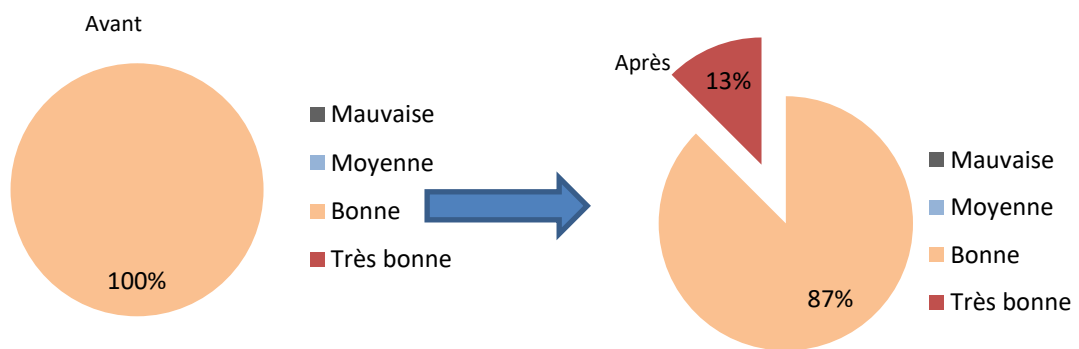 Avant
100%
Mauvaise
Moyenne
Bonne
Très bonne
Après
13%
87%
Mauvaise
Moyenne
Bonne
Très bonne